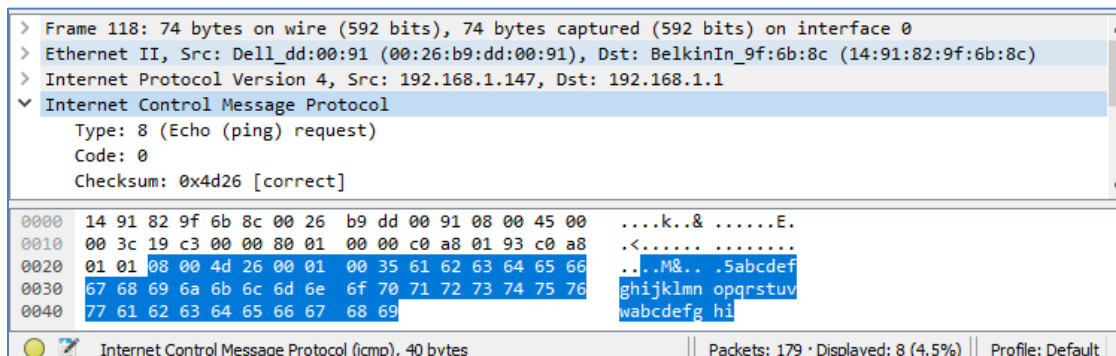 > Frame 118: 74 bytes on wire (592 bits), 74 bytes captured (592 bits) on interface 0
> Ethernet II, Src: Dell_dd:00:91 (00:26:b9:dd:00:91), Dst: BelkinIn_9f:6b:8c (14:91:82:9f:6b:8c)
> Internet Protocol Version 4, Src: 192.168.1.147, Dst: 192.168.1.1
Internet Control Message Protocol
Type: 8 (Echo (ping) request)
Code: 0
Checksum: 0x4d26 [correct]
0000 14 91 82 9f 6b 8c 00 26 b9 dd 00 91 08 00 45 00 ....k..& ......E.
0010 00 3c 19 c3 00 00 80 01 00 00 c0 a8 01 93 c0 a8 .<...... ........
0020 01 01 08 00 4d 26 00 01 00 35 61 62 63 64 65 66 ....M&.. .5abcdef
0030 67 68 69 6a 6b 6c 6d 6e 6f 70 71 72 73 74 75 76 ghijklmn opqrstuv
0040 77 61 62 63 64 65 66 67 68 69 wabcdefg hi
Internet Control Message Protocol (icmp), 40 bytes Packets: 179 · Displayed: 8 (4.5%) Profile: Default